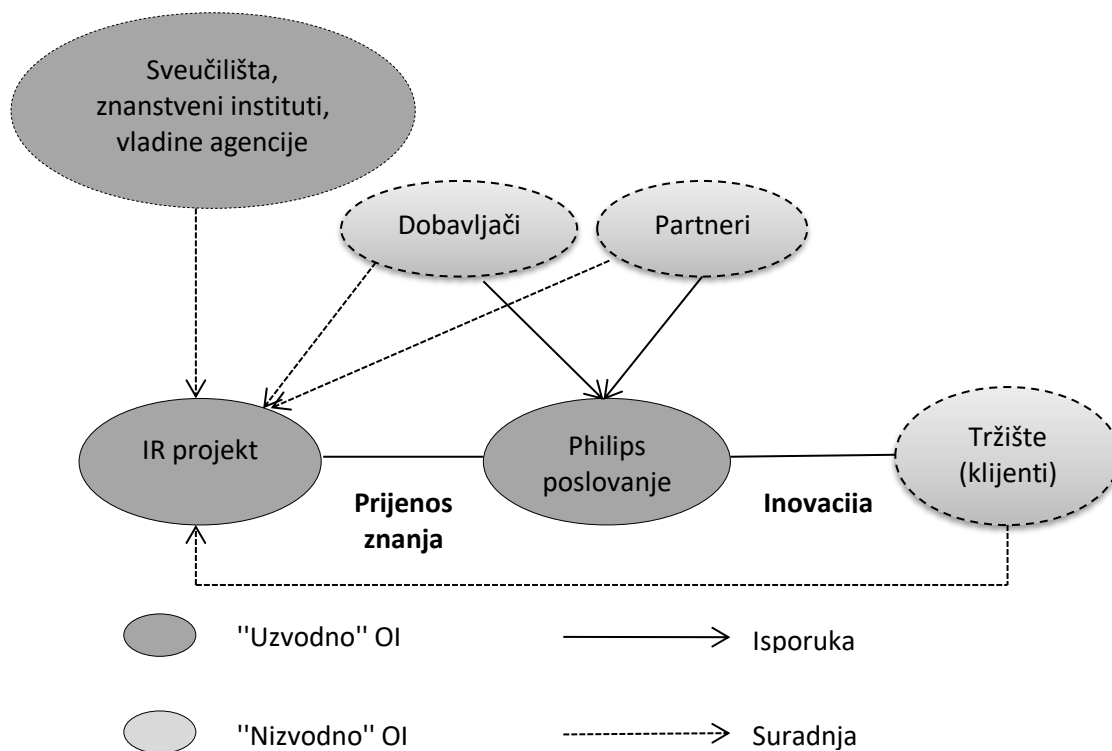 Sveučilišta,
znanstveni instituti,
vladine agencije
Dobavljači
Partneri
IR projekt
Philips
poslovanje
Tržište
(klijenti)
Prijenos
znanja
Inovacija
''Uzvodno'' OI
Isporuka
''Nizvodno'' OI
Suradnja